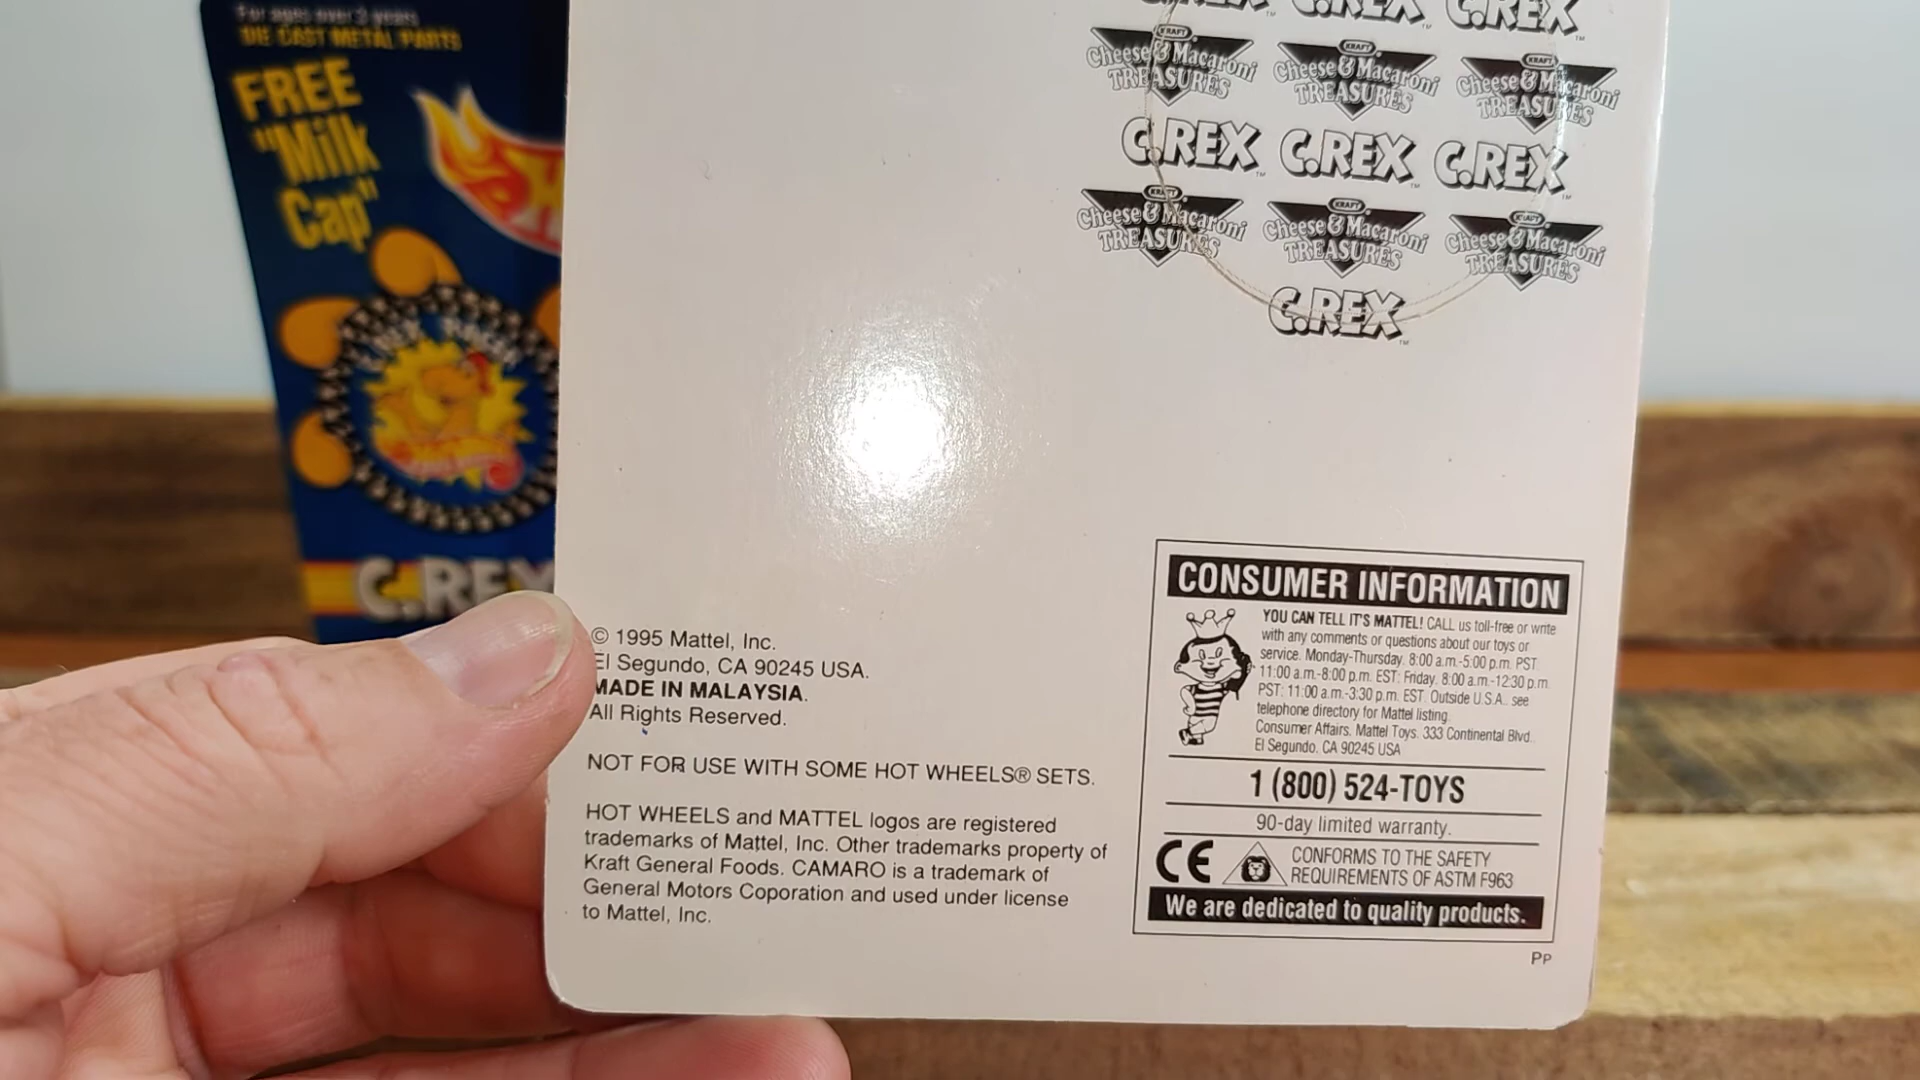 For ages over 3 years
DIE CAST METAL PARTS
FREE
"Milk
Cap"
C.REX RACER
C.REX
C.REX™ C.REX™ C.REX™
KRAFT KRAFT KRAFT
Cheese & Macaroni Cheese & Macaroni Cheese & Macaroni
TREASURES TREASURES TREASURES
C.REX™ C.REX™ C.REX™
KRAFT KRAFT KRAFT
Cheese & Macaroni Cheese & Macaroni Cheese & Macaroni
TREASURES TREASURES TREASURES
C.REX™
© 1995 Mattel, Inc.
El Segundo, CA 90245 USA.
MADE IN MALAYSIA.
All Rights Reserved.
NOT FOR USE WITH SOME HOT WHEELS® SETS.
HOT WHEELS and MATTEL logos are registered
trademarks of Mattel, Inc. Other trademarks property of
Kraft General Foods. CAMARO is a trademark of
General Motors Coporation and used under license
to Mattel, Inc.
CONSUMER INFORMATION
YOU CAN TELL IT'S MATTEL! CALL us toll-free or write
with any comments or questions about our toys or
service. Monday-Thursday. 8:00 a.m.-5:00 p.m. PST
11:00 a.m.-8:00 p.m. EST: Friday. 8:00 a.m.-12:30 p.m.
PST: 11:00 a.m.-3:30 p.m. EST. Outside U.S.A.. see
telephone directory for Mattel listing.
Consumer Affairs. Mattel Toys. 333 Continental Blvd..
El Segundo. CA 90245 USA
1 (800) 524-TOYS
90-day limited warranty.
CE
CONFORMS TO THE SAFETY
REQUIREMENTS OF ASTM F963
We are dedicated to quality products.
PP